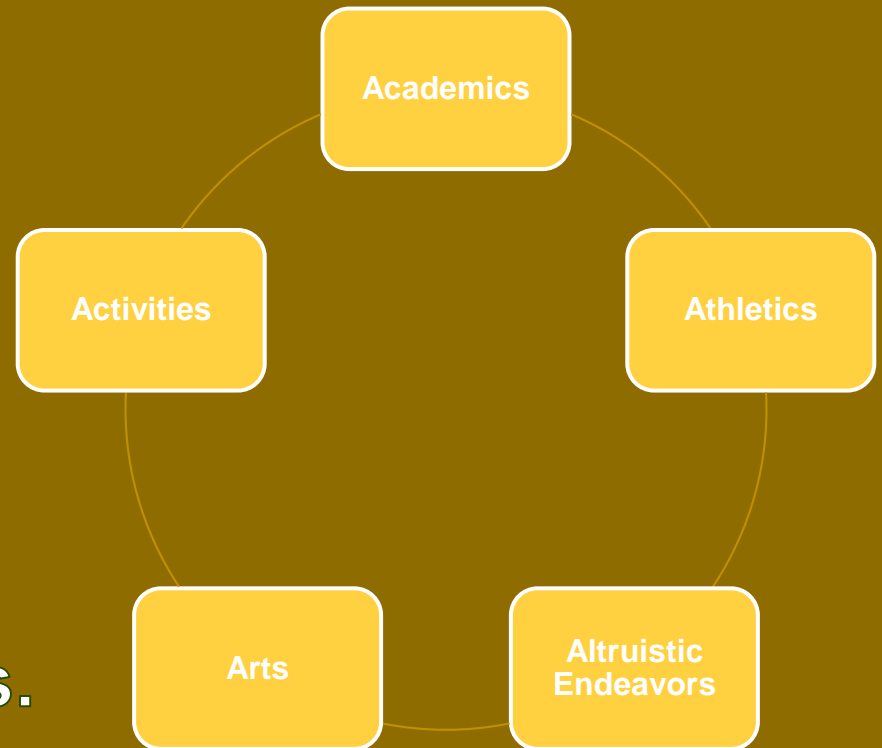 Academics
Activities
Athletics
Arts
Altruistic
Endeavors
s.